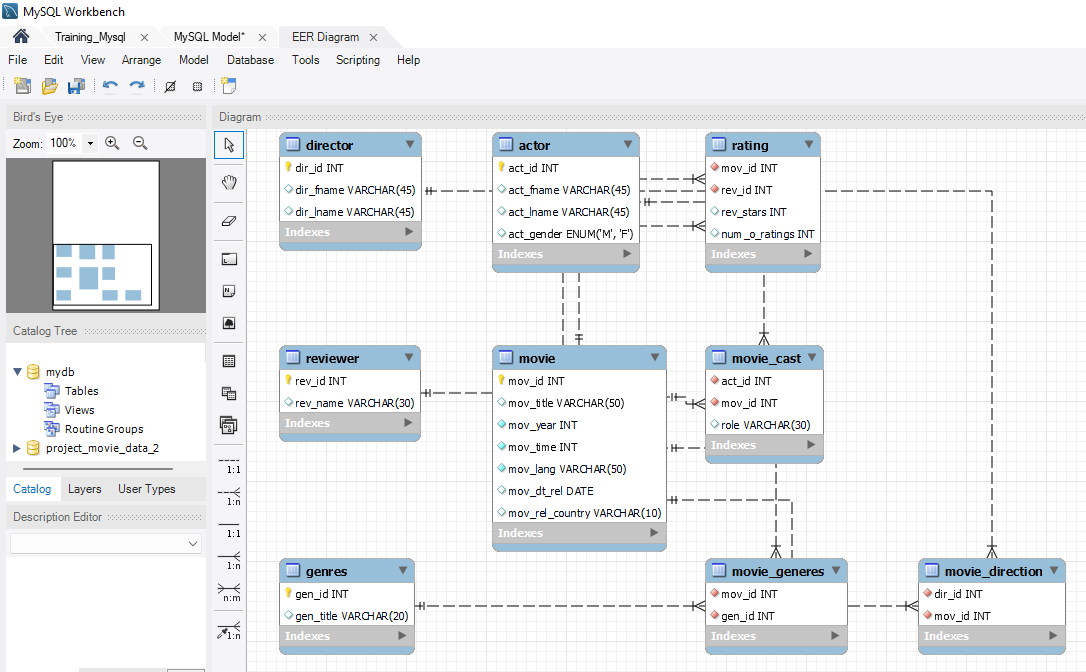 MySQL Workbench
Training_Mysql
MySQL Model*
EER Diagram
File Edit View Arrange Model Database Tools Scripting Help
Bird's Eye
Zoom: 100%
Diagram
Catalog Tree
mydb
Tables
Views
Routine Groups
project_movie_data_2
Catalog Layers User Types
Description Editor
1:1
1:n
1:1
1:n
n:m
1:n
director
dir_id INT
dir_fname VARCHAR(45)
dir_lname VARCHAR(45)
Indexes
actor
act_id INT
act_fname VARCHAR(45)
act_lname VARCHAR(45)
act_gender ENUM('M', 'F')
Indexes
rating
mov_id INT
rev_id INT
rev_stars INT
num_o_ratings INT
Indexes
reviewer
rev_id INT
rev_name VARCHAR(30)
Indexes
movie
mov_id INT
mov_title VARCHAR(50)
mov_year INT
mov_time INT
mov_lang VARCHAR(50)
mov_dt_rel DATE
mov_rel_country VARCHAR(10)
Indexes
movie_cast
act_id INT
mov_id INT
role VARCHAR(30)
Indexes
genres
gen_id INT
gen_title VARCHAR(20)
Indexes
movie_generes
mov_id INT
gen_id INT
Indexes
movie_direction
dir_id INT
mov_id INT
Indexes